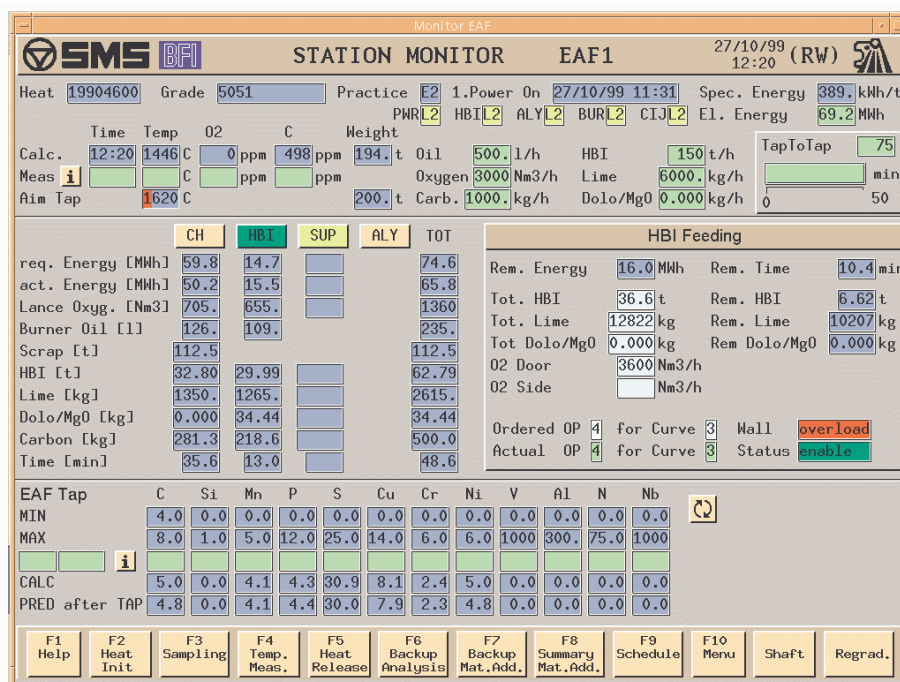 Monitor EAF
SMS BFI STATION MONITOR EAF1 27/10/99 12:20 (RW)
Heat 19904600 Grade 5051 Practice E2 1.Power On 27/10/99 11:31 Spec. Energy 389. kWh/t
PWR L2 HBI L2 ALY L2 BUR L2 CIJ L2 El. Energy 69.2 MWh
Time Temp O2 C Weight
Calc. 12:20 1446 C 0 ppm 498 ppm 194. t Oil 500. l/h HBI 150 t/h TapToTap 75
Meas i C ppm ppm Oxygen 3000 Nm3/h Lime 6000. kg/h min
Aim Tap 1620 C 200. t Carb. 1000. kg/h Dolo/MgO 0.000 kg/h 0 50
CH HBI SUP ALY TOT
req. Energy [MWh] 59.8 14.7 74.6
act. Energy [MWh] 50.2 15.5 65.8
Lance Oxyg. [Nm3] 705. 655. 1360
Burner Oil [l] 126. 109. 235.
Scrap [t] 112.5 112.5
HBI [t] 32.80 29.99 62.79
Lime [kg] 1350. 1265. 2615.
Dolo/MgO [kg] 0.000 34.44 34.44
Carbon [kg] 281.3 218.6 500.0
Time [min] 35.6 13.0 48.6
HBI Feeding
Rem. Energy 16.0 MWh Rem. Time 10.4 min
Tot. HBI 36.6 t Rem. HBI 6.62 t
Tot. Lime 12822 kg Rem. Lime 10207 kg
Tot Dolo/MgO 0.000 kg Rem Dolo/MgO 0.000 kg
O2 Door 3600 Nm3/h
O2 Side Nm3/h
Ordered OP 4 for Curve 3 Wall overload
Actual OP 4 for Curve 3 Status enable
EAF Tap C Si Mn P S Cu Cr Ni V Al N Nb
MIN 4.0 0.0 0.0 0.0 0.0 0.0 0.0 0.0 0.0 0.0 0.0 0.0
MAX 8.0 1.0 5.0 12.0 25.0 14.0 6.0 6.0 1000 300. 75.0 1000
i
CALC 5.0 0.0 4.1 4.3 30.9 8.1 2.4 5.0 0.0 0.0 0.0 0.0
PRED after TAP 4.8 0.0 4.1 4.4 30.0 7.9 2.3 4.8 0.0 0.0 0.0 0.0
F1 F2 F3 F4 F5 F6 F7 F8 F9 F10
Help Heat Sampling Temp. Heat Backup Backup Summary Schedule Menu Shaft Regrad.
Init Meas. Release Analysis Mat.Add. Mat.Add.